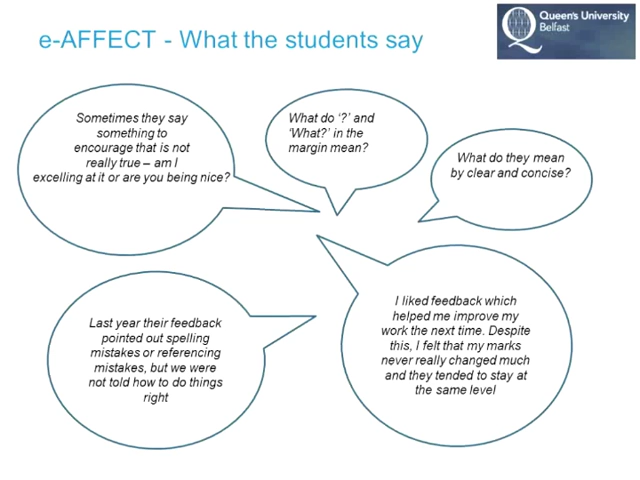 e-AFFECT - What the students say
Queen's University
Belfast
Sometimes they say
something to
encourage that is not
really true – am I
excelling at it or are you being nice?
What do '?' and
'What?' in the
margin mean?
What do they mean
by clear and concise?
Last year their feedback
pointed out spelling
mistakes or referencing
mistakes, but we were
not told how to do things
right
I liked feedback which
helped me improve my
work the next time. Despite
this, I felt that my marks
never really changed much
and they tended to stay at
the same level